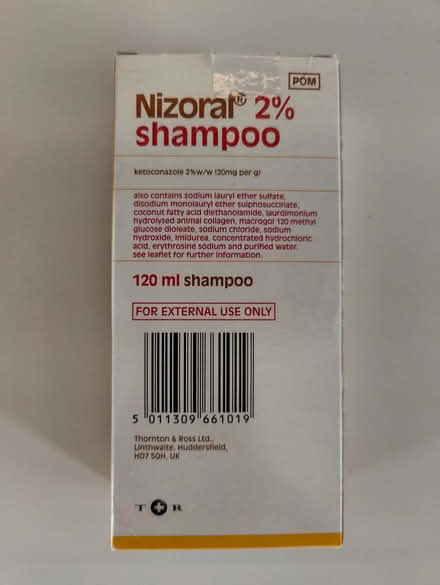 POM
Nizoral® 2%
shampoo
ketoconazole 2%w/w (20mg per g)
also contains sodium lauryl ether sulfate,
disodium monolauryl ether sulphosuccinate,
coconut fatty acid diethanolamide, laurdimonium
hydrolysed animal collagen, macrogol 120 methyl
glucose dioleate, sodium chloride, sodium
hydroxide, imidurea, concentrated hydrochloric
acid, erythrosine sodium and purified water.
see leaflet for further information.
120 ml shampoo
FOR EXTERNAL USE ONLY
5 011309 661019
Thornton & Ross Ltd.,
Linthwaite, Huddersfield,
HD7 5QH, UK
T R